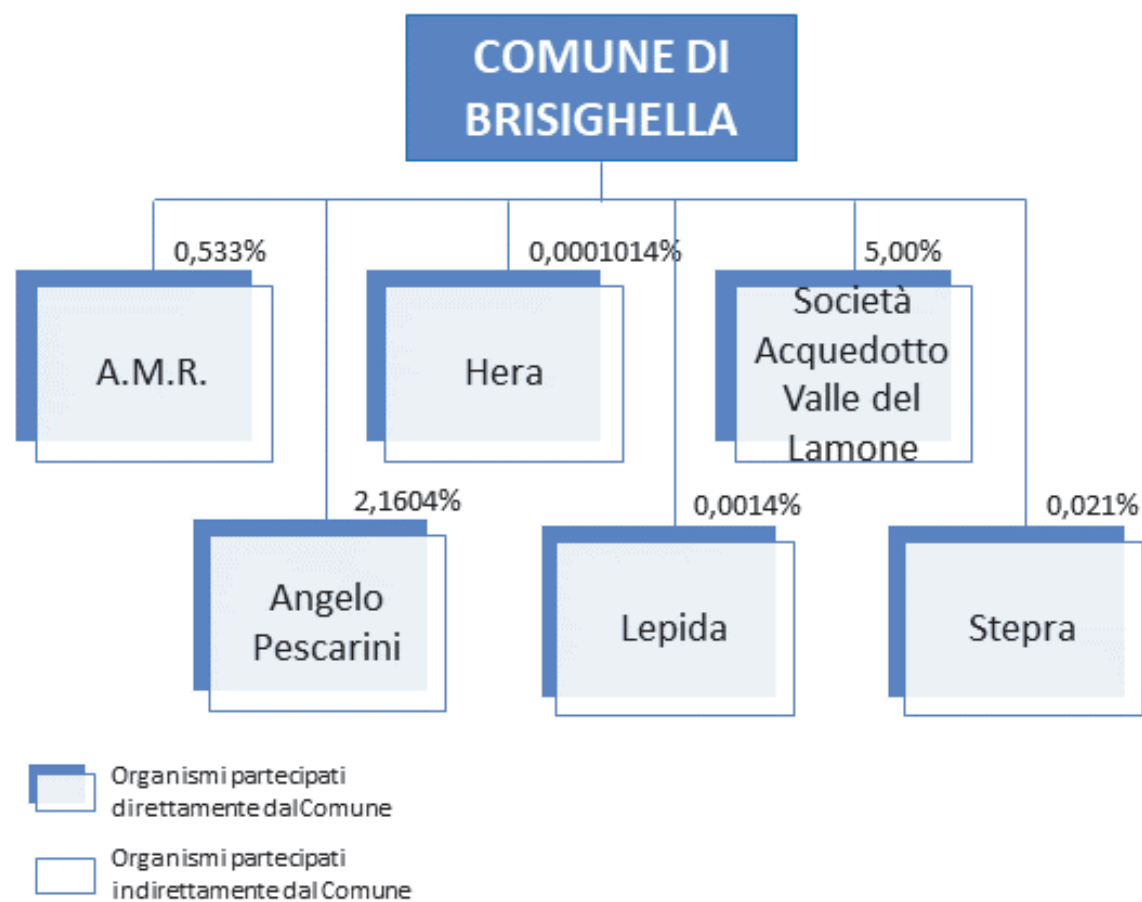 COMUNE DI
BRISIGHELLA
0,533%
0,0001014%
5,00%
A.M.R.
Hera
Società
Acquedotto
Valle del
Lamone
2,1604%
0,0014%
0,021%
Angelo
Pescarini
Lepida
Stepra
Organismi partecipati
direttamente dal Comune
Organismi partecipati
indirettamente dal Comune